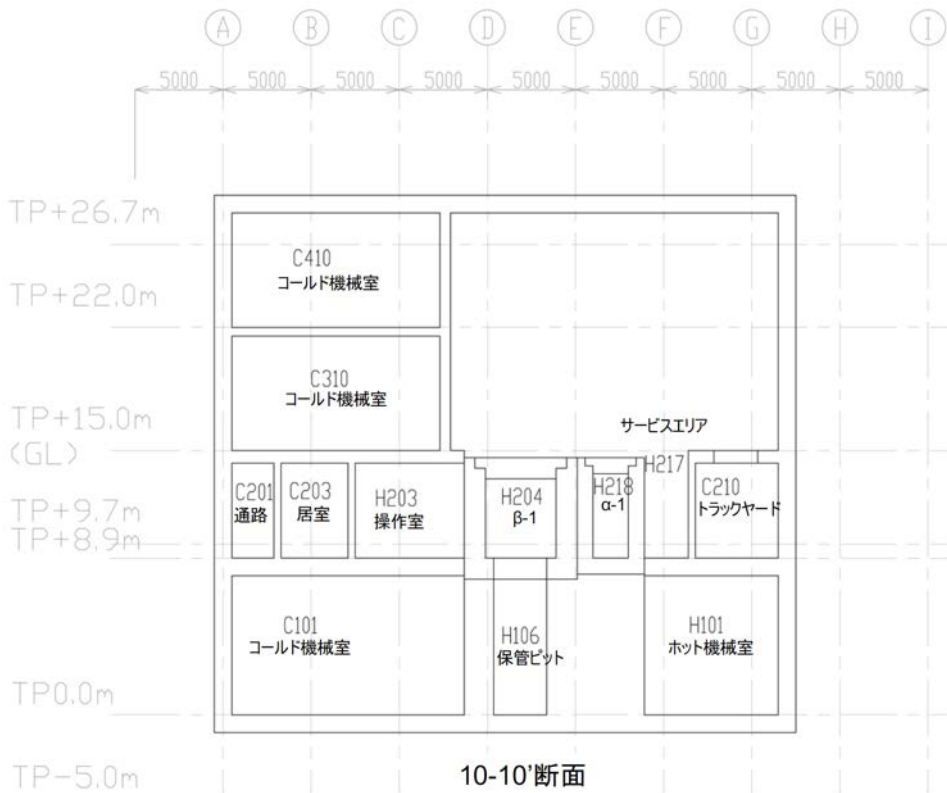 A B C D E F G H I
5000 5000 5000 5000 5000 5000 5000 5000 5000
TP+26.7m
C410
コールド機械室
TP+22.0m
C310
コールド機械室
TP+15.0m
(GL)
サービスエリア
H217
C201
通路
C203
居室
H203
操作室
H204
β-1
H218
α-1
C210
トラックヤード
TP+9.7m
TP+8.9m
C101
コールド機械室
H106
保管ピット
H101
ホット機械室
TP0.0m
TP-5.0m
10-10'断面